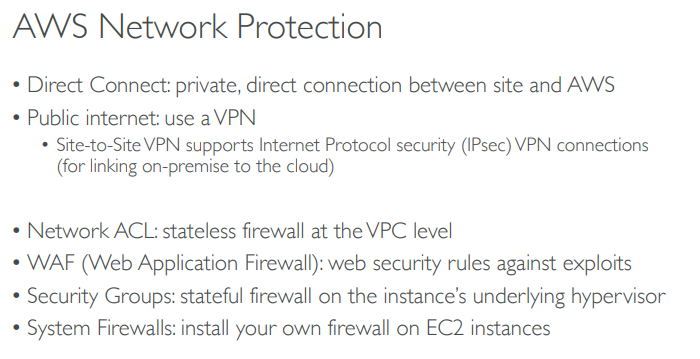 AWS Network Protection
• Direct Connect: private, direct connection between site and AWS
• Public internet: use a VPN
• Site-to-Site VPN supports Internet Protocol security (IPsec) VPN connections
(for linking on-premise to the cloud)
• Network ACL: stateless firewall at the VPC level
• WAF (Web Application Firewall): web security rules against exploits
• Security Groups: stateful firewall on the instance's underlying hypervisor
• System Firewalls: install your own firewall on EC2 instances